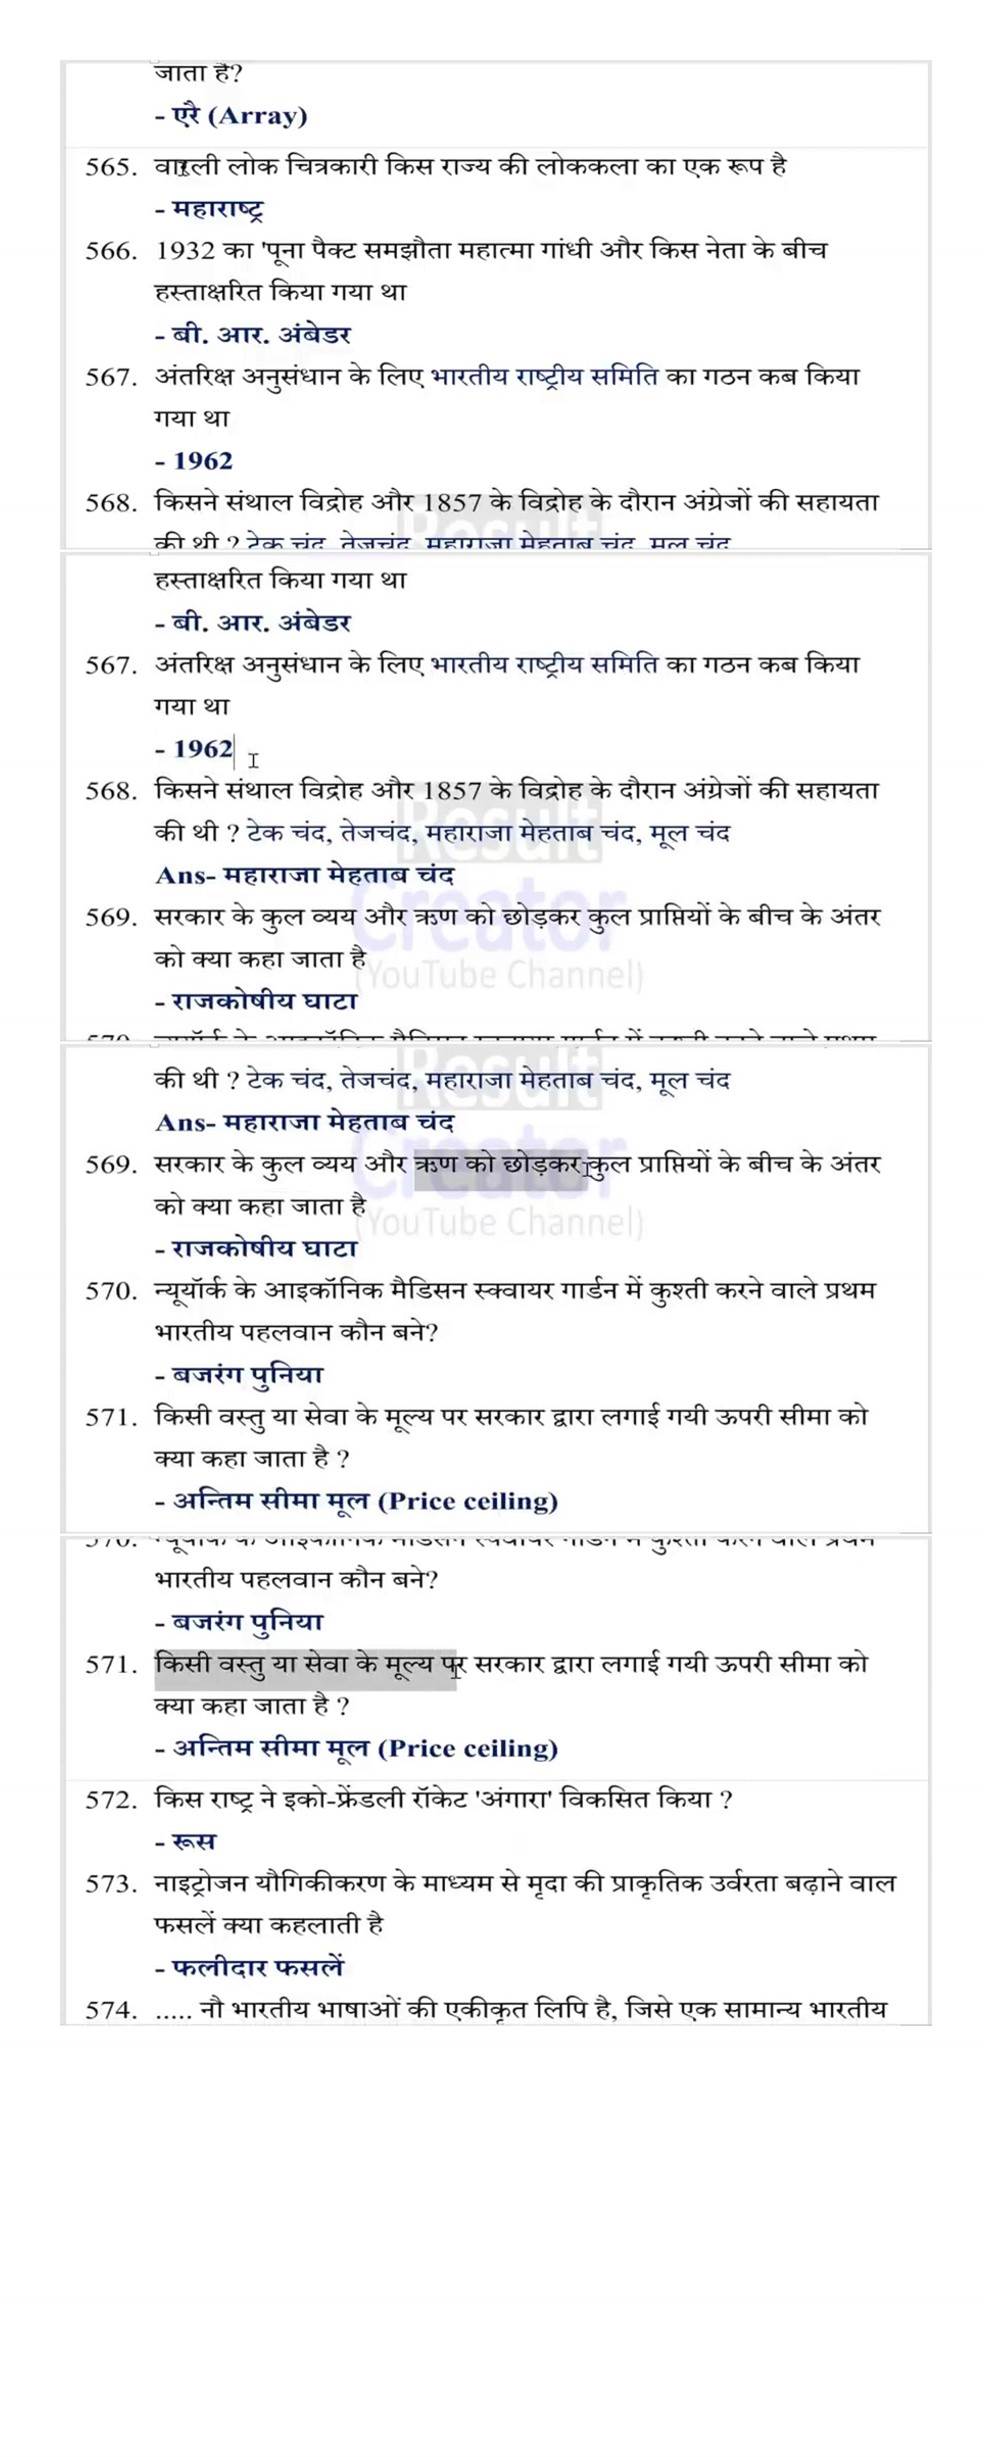 जाता है?
- एरै (Array)
565. वारली लोक चित्रकारी किस राज्य की लोककला का एक रूप है
- महाराष्ट्र
566. 1932 का 'पूना पैक्ट समझौता महात्मा गांधी और किस नेता के बीच
हस्ताक्षरित किया गया था
- बी. आर. अंबेडर
567. अंतरिक्ष अनुसंधान के लिए भारतीय राष्ट्रीय समिति का गठन कब किया
गया था
- 1962
568. किसने संथाल विद्रोह और 1857 के विद्रोह के दौरान अंग्रेजों की सहायता
की थी ? टेक चंद, तेजचंद, महाराजा मेहताब चंद, मूल चंद
हस्ताक्षरित किया गया था
- बी. आर. अंबेडर
567. अंतरिक्ष अनुसंधान के लिए भारतीय राष्ट्रीय समिति का गठन कब किया
गया था
- 1962
568. किसने संथाल विद्रोह और 1857 के विद्रोह के दौरान अंग्रेजों की सहायता
की थी ? टेक चंद, तेजचंद, महाराजा मेहताब चंद, मूल चंद
Result
Ans- महाराजा मेहताब चंद
Creator
569. सरकार के कुल व्यय और ऋण को छोड़कर कुल प्राप्तियों के बीच के अंतर
को क्या कहा जाता है
(YouTube Channel)
- राजकोषीय घाटा
की थी ? टेक चंद, तेजचंद, महाराजा मेहताब चंद, मूल चंद
Result
Ans- महाराजा मेहताब चंद
Creator
569. सरकार के कुल व्यय और ऋण को छोड़कर कुल प्राप्तियों के बीच के अंतर
को क्या कहा जाता है
(YouTube Channel)
- राजकोषीय घाटा
570. न्यूयॉर्क के आइकॉनिक मैडिसन स्क्वायर गार्डन में कुश्ती करने वाले प्रथम
भारतीय पहलवान कौन बने?
- बजरंग पुनिया
571. किसी वस्तु या सेवा के मूल्य पर सरकार द्वारा लगाई गयी ऊपरी सीमा को
क्या कहा जाता है ?
- अन्तिम सीमा मूल (Price ceiling)
भारतीय पहलवान कौन बने?
- बजरंग पुनिया
571. किसी वस्तु या सेवा के मूल्य पर सरकार द्वारा लगाई गयी ऊपरी सीमा को
क्या कहा जाता है ?
- अन्तिम सीमा मूल (Price ceiling)
572. किस राष्ट्र ने इको-फ्रेंडली रॉकेट 'अंगारा' विकसित किया ?
- रूस
573. नाइट्रोजन यौगिकीकरण के माध्यम से मृदा की प्राकृतिक उर्वरता बढ़ाने वाल
फसलें क्या कहलाती है
- फलीदार फसलें
574. ..... नौ भारतीय भाषाओं की एकीकृत लिपि है, जिसे एक सामान्य भारतीय